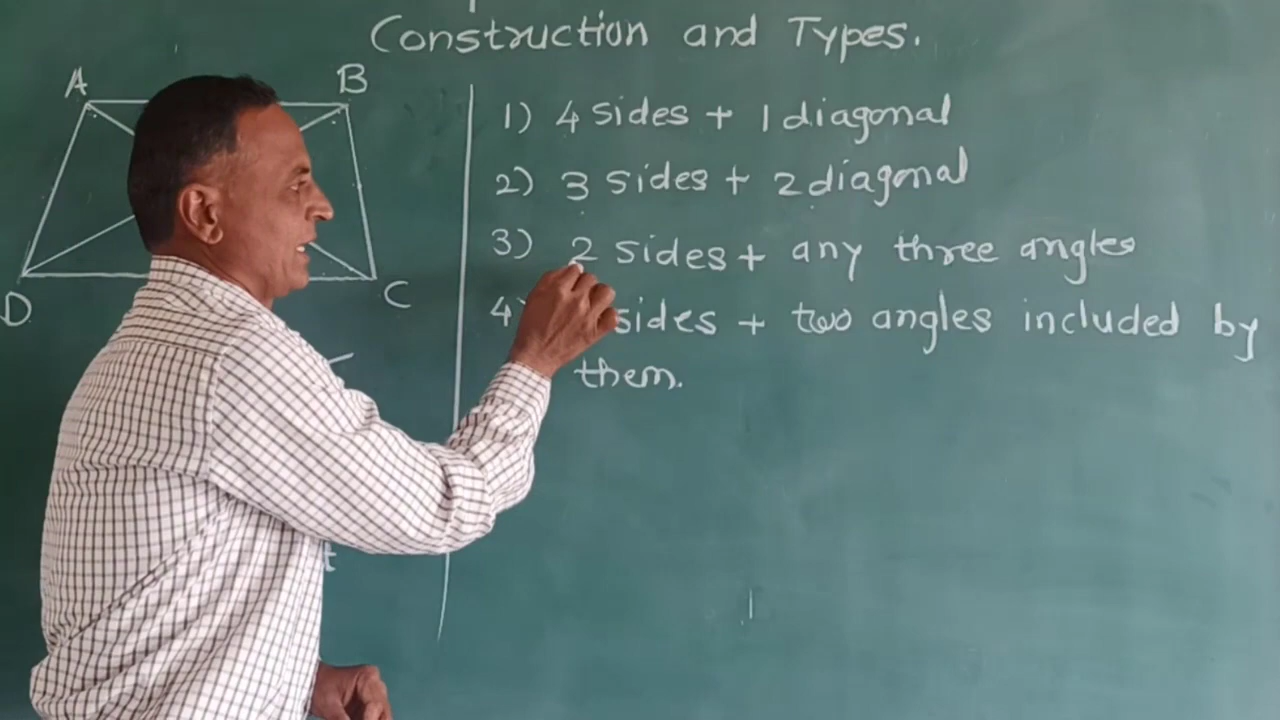 Construction and Types.
A
B
D
C
1) 4 sides + 1 diagonal
2) 3 sides + 2 diagonal
3) 2 sides + any three angles
4) sides + two angles included by
them.
t